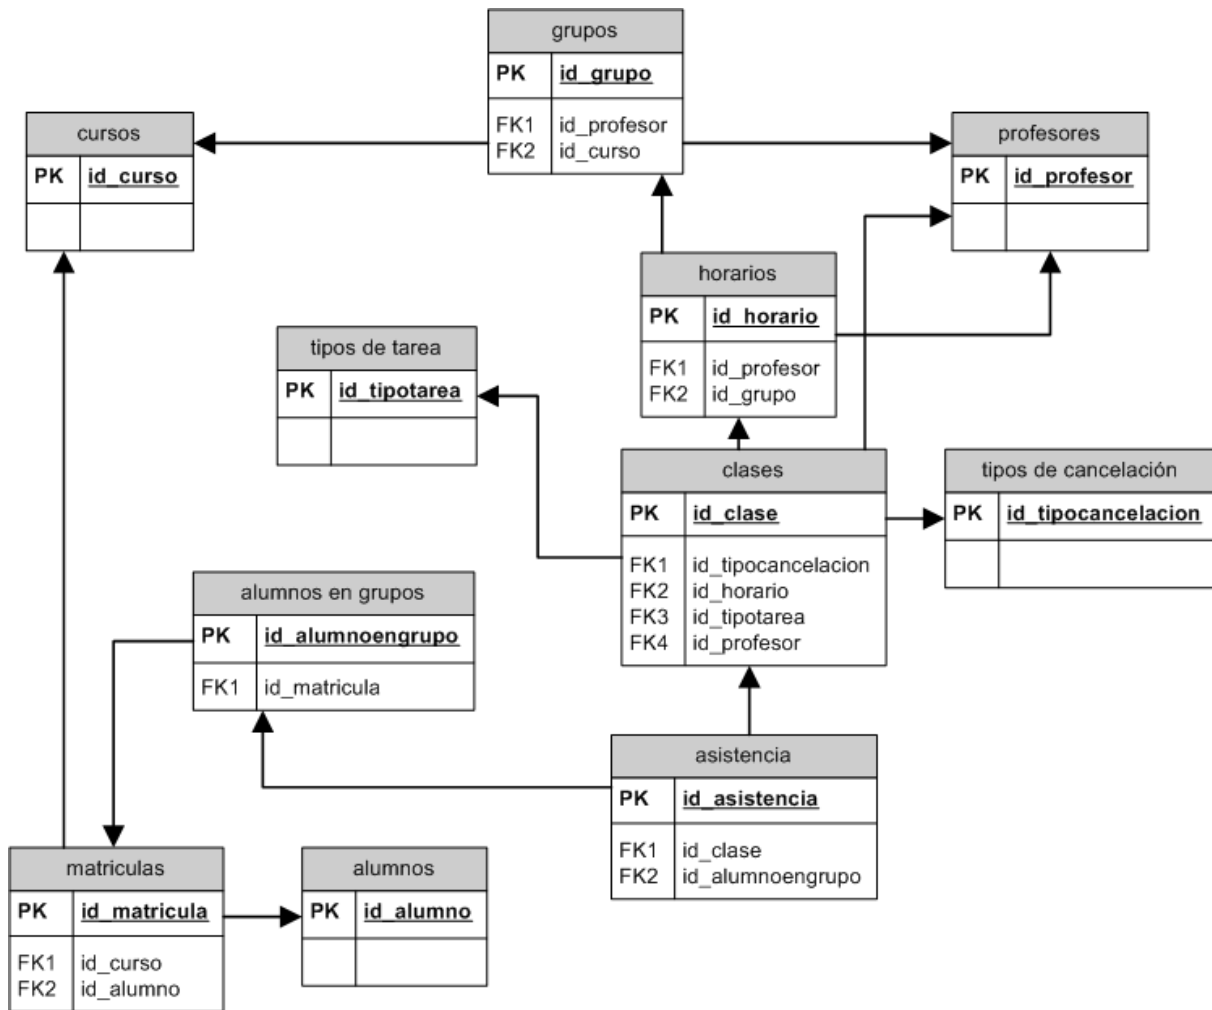 grupos
PK id_grupo
FK1 id_profesor
FK2 id_curso
cursos
PK id_curso
profesores
PK id_profesor
horarios
PK id_horario
FK1 id_profesor
FK2 id_grupo
tipos de tarea
PK id_tipotarea
clases
PK id_clase
FK1 id_tipocancelacion
FK2 id_horario
FK3 id_tipotarea
FK4 id_profesor
tipos de cancelación
PK id_tipocancelacion
alumnos en grupos
PK id_alumnoengrupo
FK1 id_matricula
asistencia
PK id_asistencia
FK1 id_clase
FK2 id_alumnoengrupo
matriculas
PK id_matricula
FK1 id_curso
FK2 id_alumno
alumnos
PK id_alumno